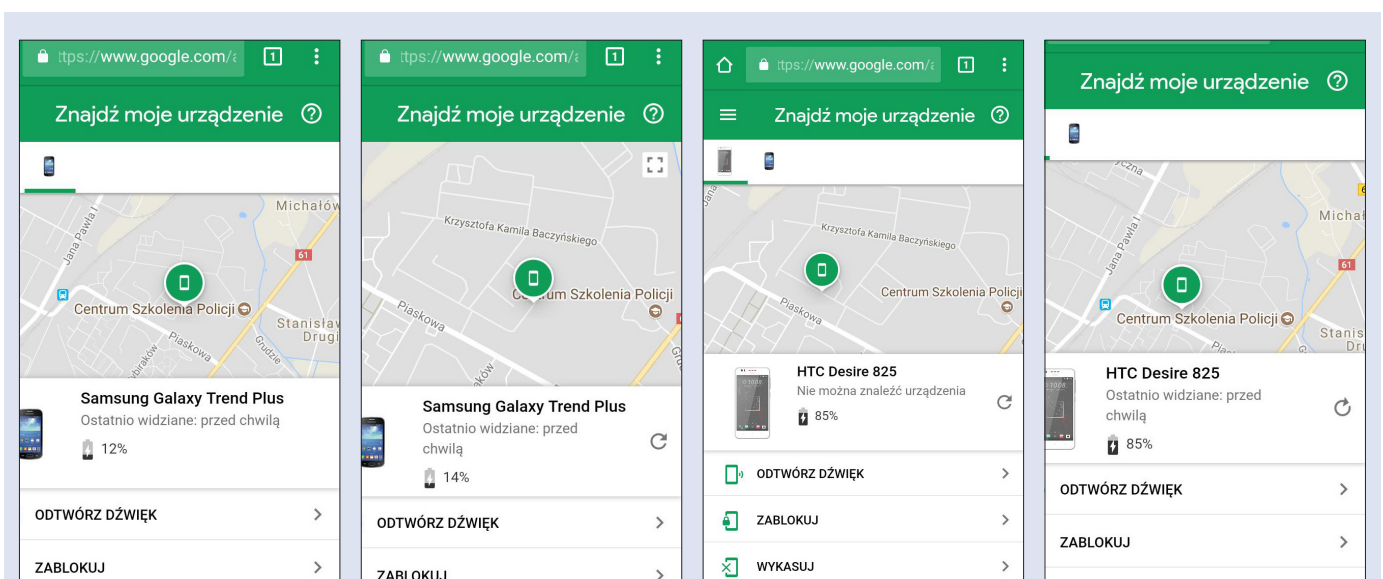 ttps://www.google.com/a
1
Znajdź moje urządzenie
Michałów
Jana Pawła I
61
Centrum Szkolenia Policji
Stanisław
Drugi
Piaskowa
Grudzie
Samsung Galaxy Trend Plus
Ostatnio widziane: przed chwilą
12%
ODTWÓRZ DŹWIĘK
ZABLOKUJ
ttps://www.google.com/a
1
Znajdź moje urządzenie
Krzysztofa Kamila Baczyńskiego
Centrum Szkolenia Policji
Piaskowa
Samsung Galaxy Trend Plus
Ostatnio widziane: przed
chwilą
14%
ODTWÓRZ DŹWIĘK
ZABLOKUJ
ttps://www.google.com/a
1
Znajdź moje urządzenie
Jana
Krzysztofa Kamila Baczyńskiego
Centrum Szkolenia Policji
Piaskowa
HTC Desire 825
Nie można znaleźć urządzenia
85%
ODTWÓRZ DŹWIĘK
ZABLOKUJ
WYKASUJ
Znajdź moje urządzenie
yczna
Michał
Jana Pawła I
61
Centrum Szkolenia Policji
Stanis
Dru
HTC Desire 825
Ostatnio widziane: przed
chwilą
85%
ODTWÓRZ DŹWIĘK
ZABLOKUJ